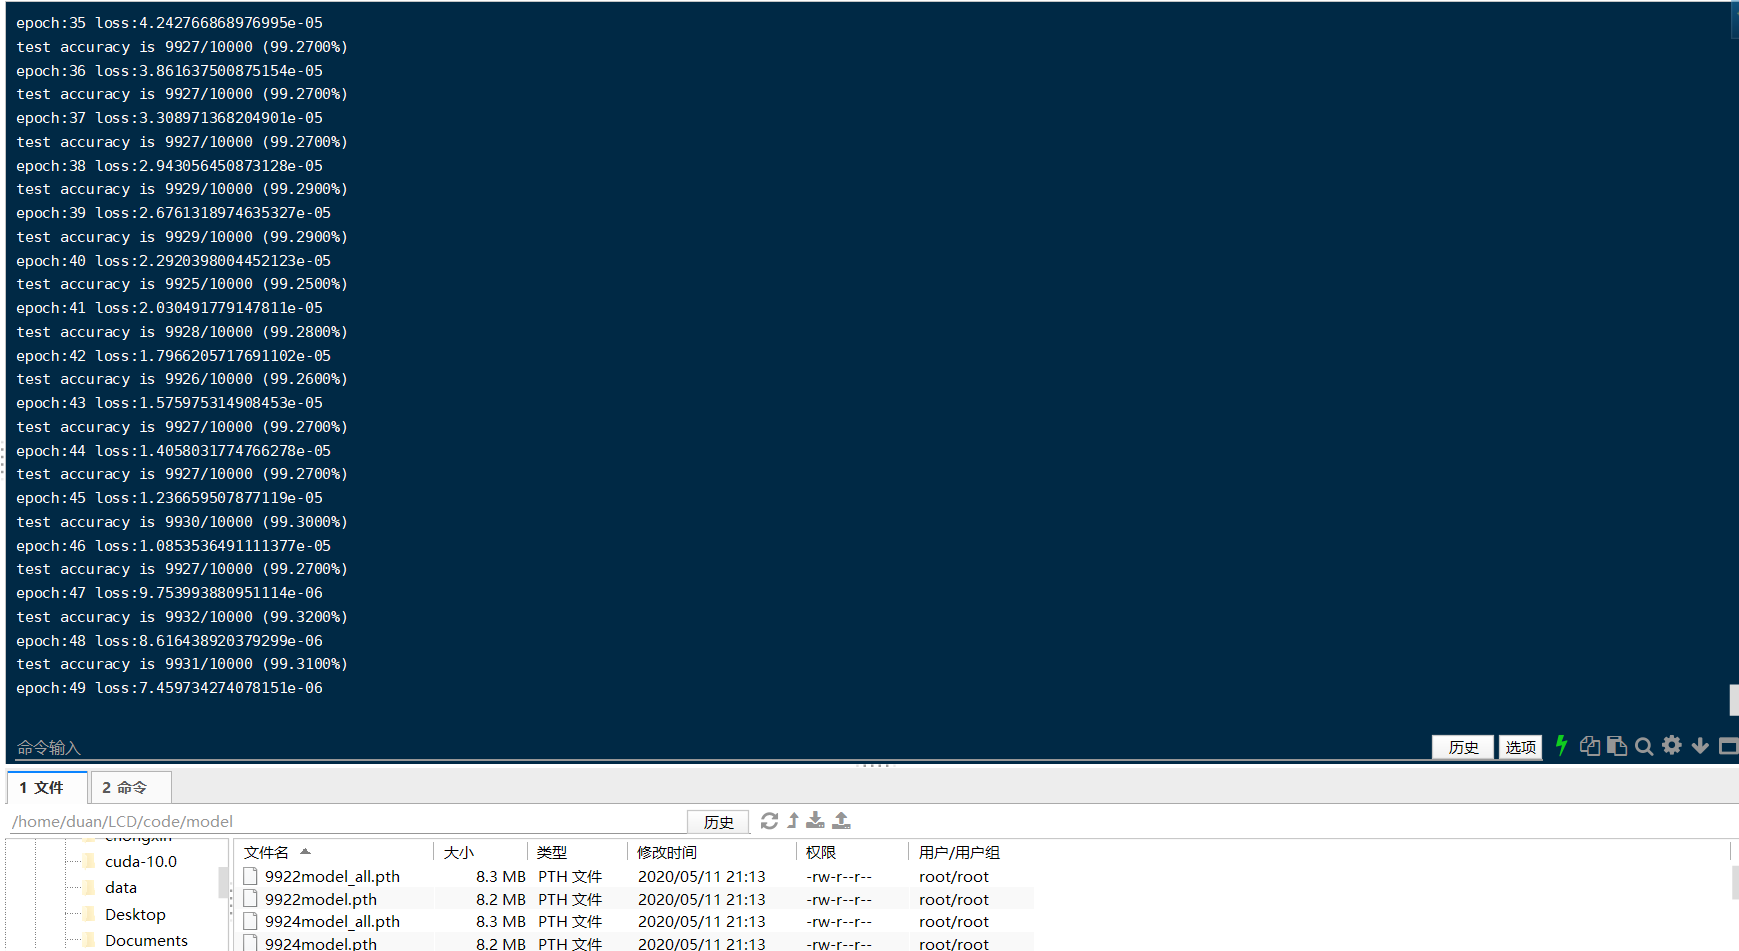 epoch:35 loss:4.242766868976995e-05
test accuracy is 9927/10000 (99.2700%)
epoch:36 loss:3.861637500875154e-05
test accuracy is 9927/10000 (99.2700%)
epoch:37 loss:3.308971368204901e-05
test accuracy is 9927/10000 (99.2700%)
epoch:38 loss:2.943056450873128e-05
test accuracy is 9929/10000 (99.2900%)
epoch:39 loss:2.6761318974635327e-05
test accuracy is 9929/10000 (99.2900%)
epoch:40 loss:2.2920398004452123e-05
test accuracy is 9925/10000 (99.2500%)
epoch:41 loss:2.030491779147811e-05
test accuracy is 9928/10000 (99.2800%)
epoch:42 loss:1.7966205717691102e-05
test accuracy is 9926/10000 (99.2600%)
epoch:43 loss:1.575975314908453e-05
test accuracy is 9927/10000 (99.2700%)
epoch:44 loss:1.4058031774766278e-05
test accuracy is 9927/10000 (99.2700%)
epoch:45 loss:1.236659507877119e-05
test accuracy is 9930/10000 (99.3000%)
epoch:46 loss:1.0853536491111377e-05
test accuracy is 9927/10000 (99.2700%)
epoch:47 loss:9.753993880951114e-06
test accuracy is 9932/10000 (99.3200%)
epoch:48 loss:8.616438920379299e-06
test accuracy is 9931/10000 (99.3100%)
epoch:49 loss:7.459734274078151e-06
命令输入 历史 选项
1 文件 2 命令
/home/duan/LCD/code/model 历史
chongxin
cuda-10.0
data
Desktop
Documents
文件名 大小 类型 修改时间 权限 用户/用户组
9922model_all.pth 8.3 MB PTH 文件 2020/05/11 21:13 -rw-r--r-- root/root
9922model.pth 8.2 MB PTH 文件 2020/05/11 21:13 -rw-r--r-- root/root
9924model_all.pth 8.3 MB PTH 文件 2020/05/11 21:13 -rw-r--r-- root/root
9924model.pth 8.2 MB PTH 文件 2020/05/11 21:13 -rw-r--r-- root/root